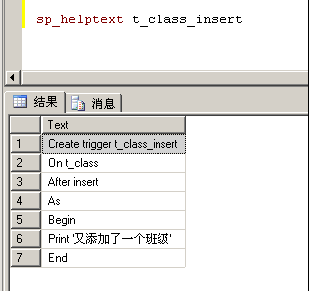 sp_helptext t_class_insert
结果 消息
Text
1 Create trigger t_class_insert
2 On t_class
3 After insert
4 As
5 Begin
6 Print '又添加了一个班级'
7 End